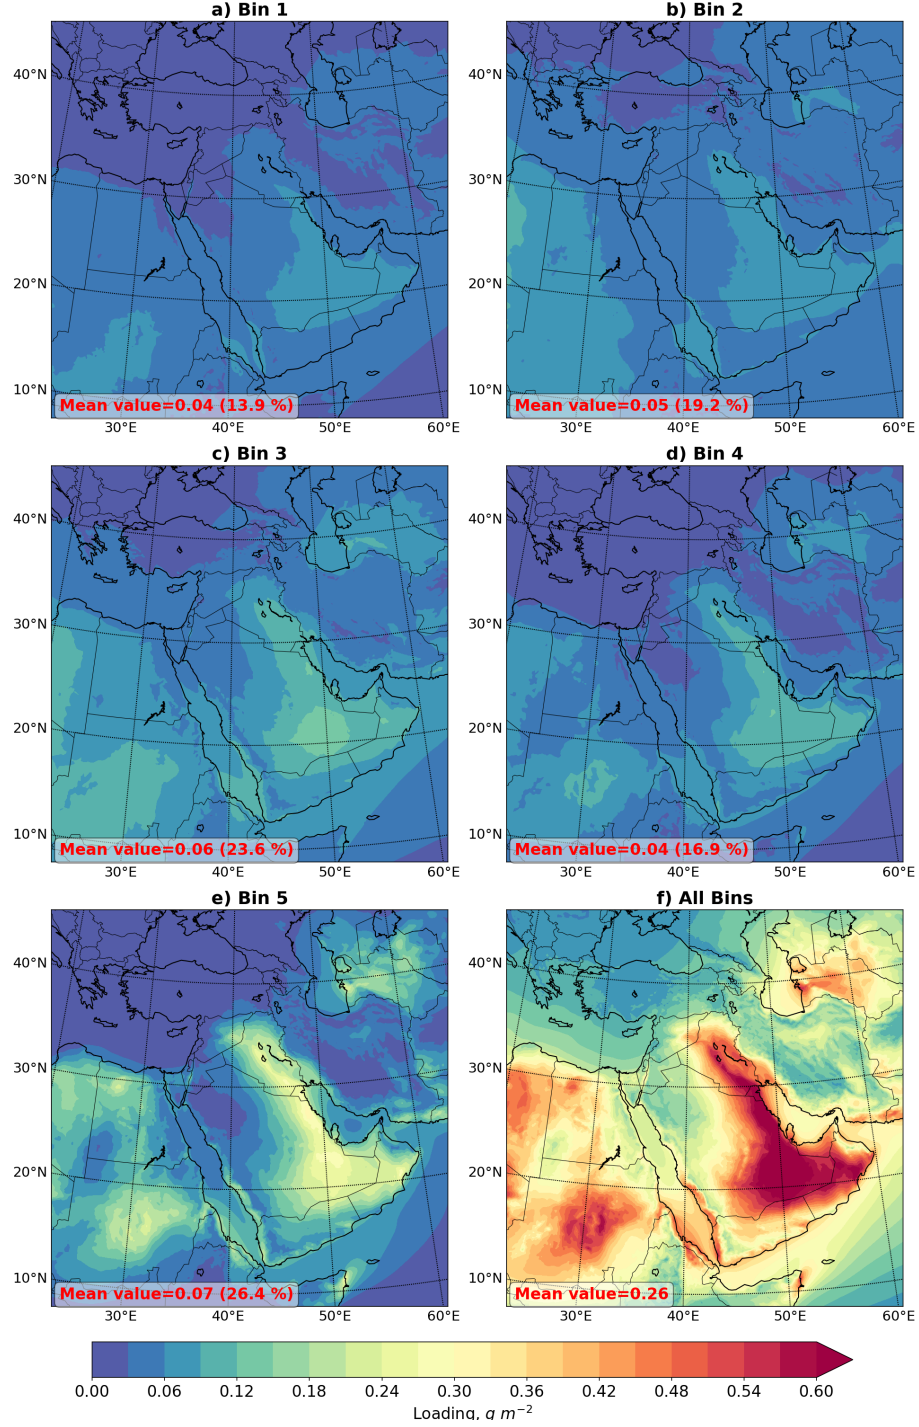 a) Bin 1
b) Bin 2
40°N
30°N
20°N
10°N
40°N
30°N
20°N
10°N
Mean value=0.04 (13.9 %)
Mean value=0.05 (19.2 %)
30°E 40°E 50°E 60°E
30°E 40°E 50°E 60°E
c) Bin 3
d) Bin 4
40°N
30°N
20°N
10°N
40°N
30°N
20°N
10°N
Mean value=0.06 (23.6 %)
Mean value=0.04 (16.9 %)
30°E 40°E 50°E 60°E
30°E 40°E 50°E 60°E
e) Bin 5
f) All Bins
40°N
30°N
20°N
10°N
40°N
30°N
20°N
10°N
Mean value=0.07 (26.4 %)
Mean value=0.26
30°E 40°E 50°E 60°E
30°E 40°E 50°E 60°E
0.00 0.06 0.12 0.18 0.24 0.30 0.36 0.42 0.48 0.54 0.60
Loading, g m⁻²